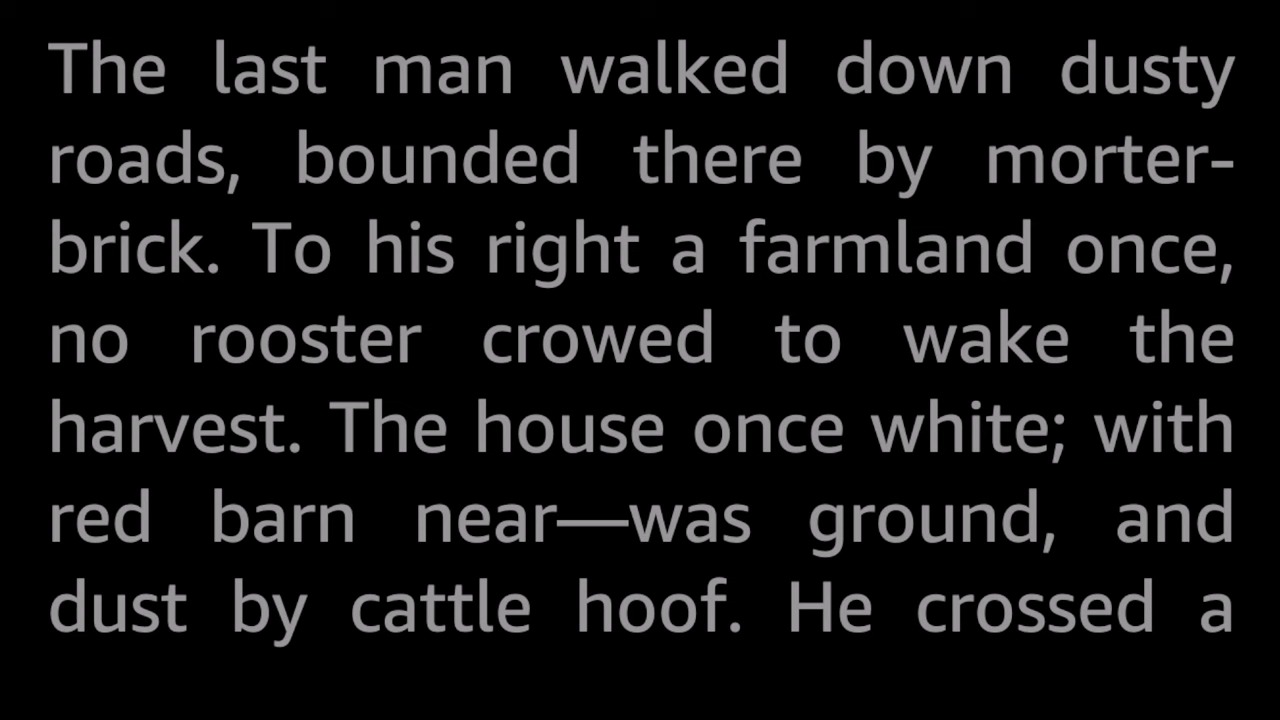 The last man walked down dusty
roads, bounded there by morter-
brick. To his right a farmland once,
no rooster crowed to wake the
harvest. The house once white; with
red barn near—was ground, and
dust by cattle hoof. He crossed a